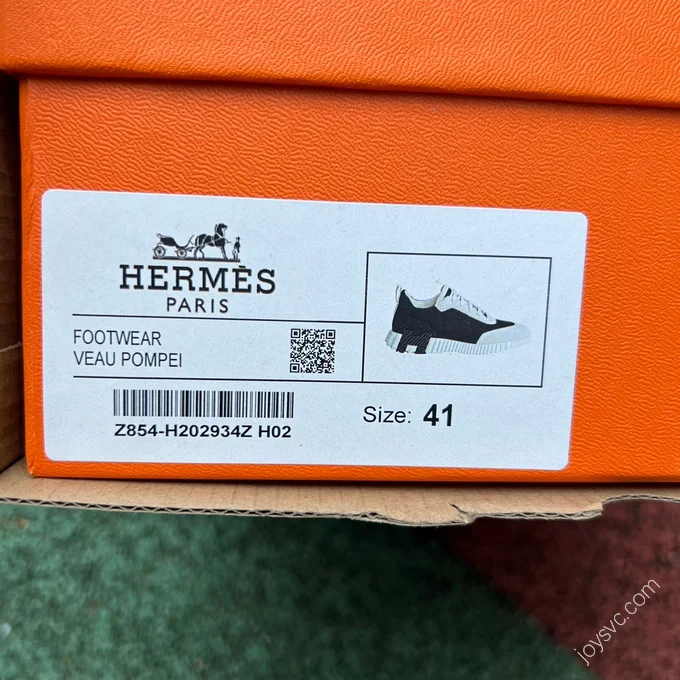 HERMÈS
PARIS
FOOTWEAR
VEAU POMPEI
Z854-H202934Z H02
Size: 41
joysvc.com